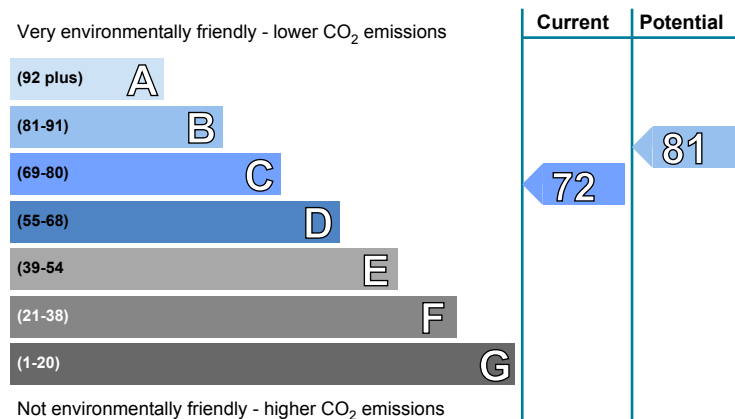 Very environmentally friendly - lower CO₂ emissions
Current
Potential
(92 plus) A
(81-91) B
(69-80) C
(55-68) D
(39-54 E
(21-38) F
(1-20) G
72
81
Not environmentally friendly - higher CO₂ emissions